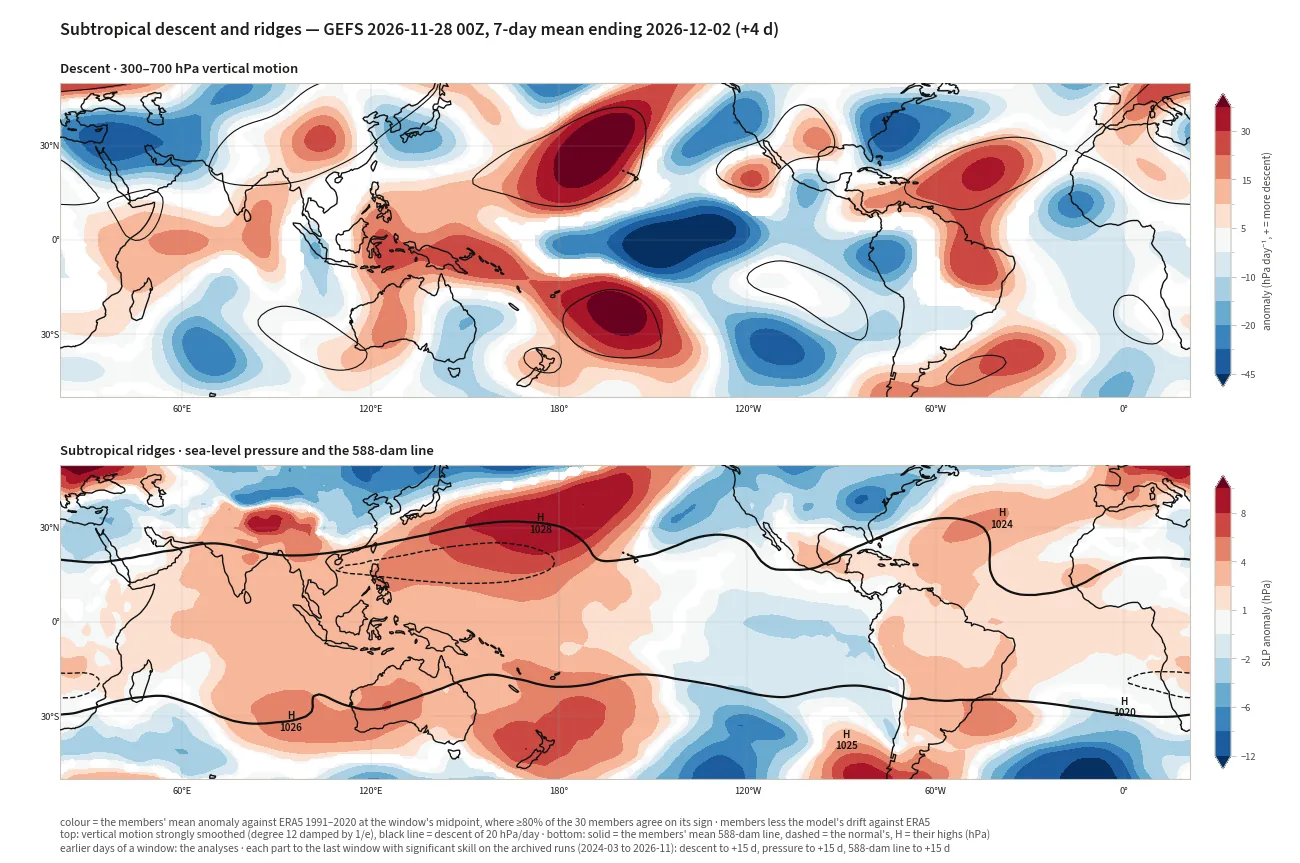 Subtropical descent and ridges — GEFS 2026-11-28 00Z, 7-day mean ending 2026-12-02 (+4 d)
Descent · 300–700 hPa vertical motion
30°N
0°
30°S
60°E
120°E
180°
120°W
60°W
0°
30
15
5
−10
−20
−45
anomaly (hPa day⁻¹, + = more descent)
Subtropical ridges · sea-level pressure and the 588-dam line
H
1028
H
1024
H
1026
H
1025
H
1020
30°N
0°
30°S
60°E
120°E
180°
120°W
60°W
0°
8
4
1
−2
−6
−12
SLP anomaly (hPa)
colour = the members' mean anomaly against ERA5 1991–2020 at the window's midpoint, where ≥80% of the 30 members agree on its sign · members less the model's drift against ERA5
top: vertical motion strongly smoothed (degree 12 damped by 1/e), black line = descent of 20 hPa/day · bottom: solid = the members' mean 588-dam line, dashed = the normal's, H = their highs (hPa)
earlier days of a window: the analyses · each part to the last window with significant skill on the archived runs (2024-03 to 2026-11): descent to +15 d, pressure to +15 d, 588-dam line to +15 d